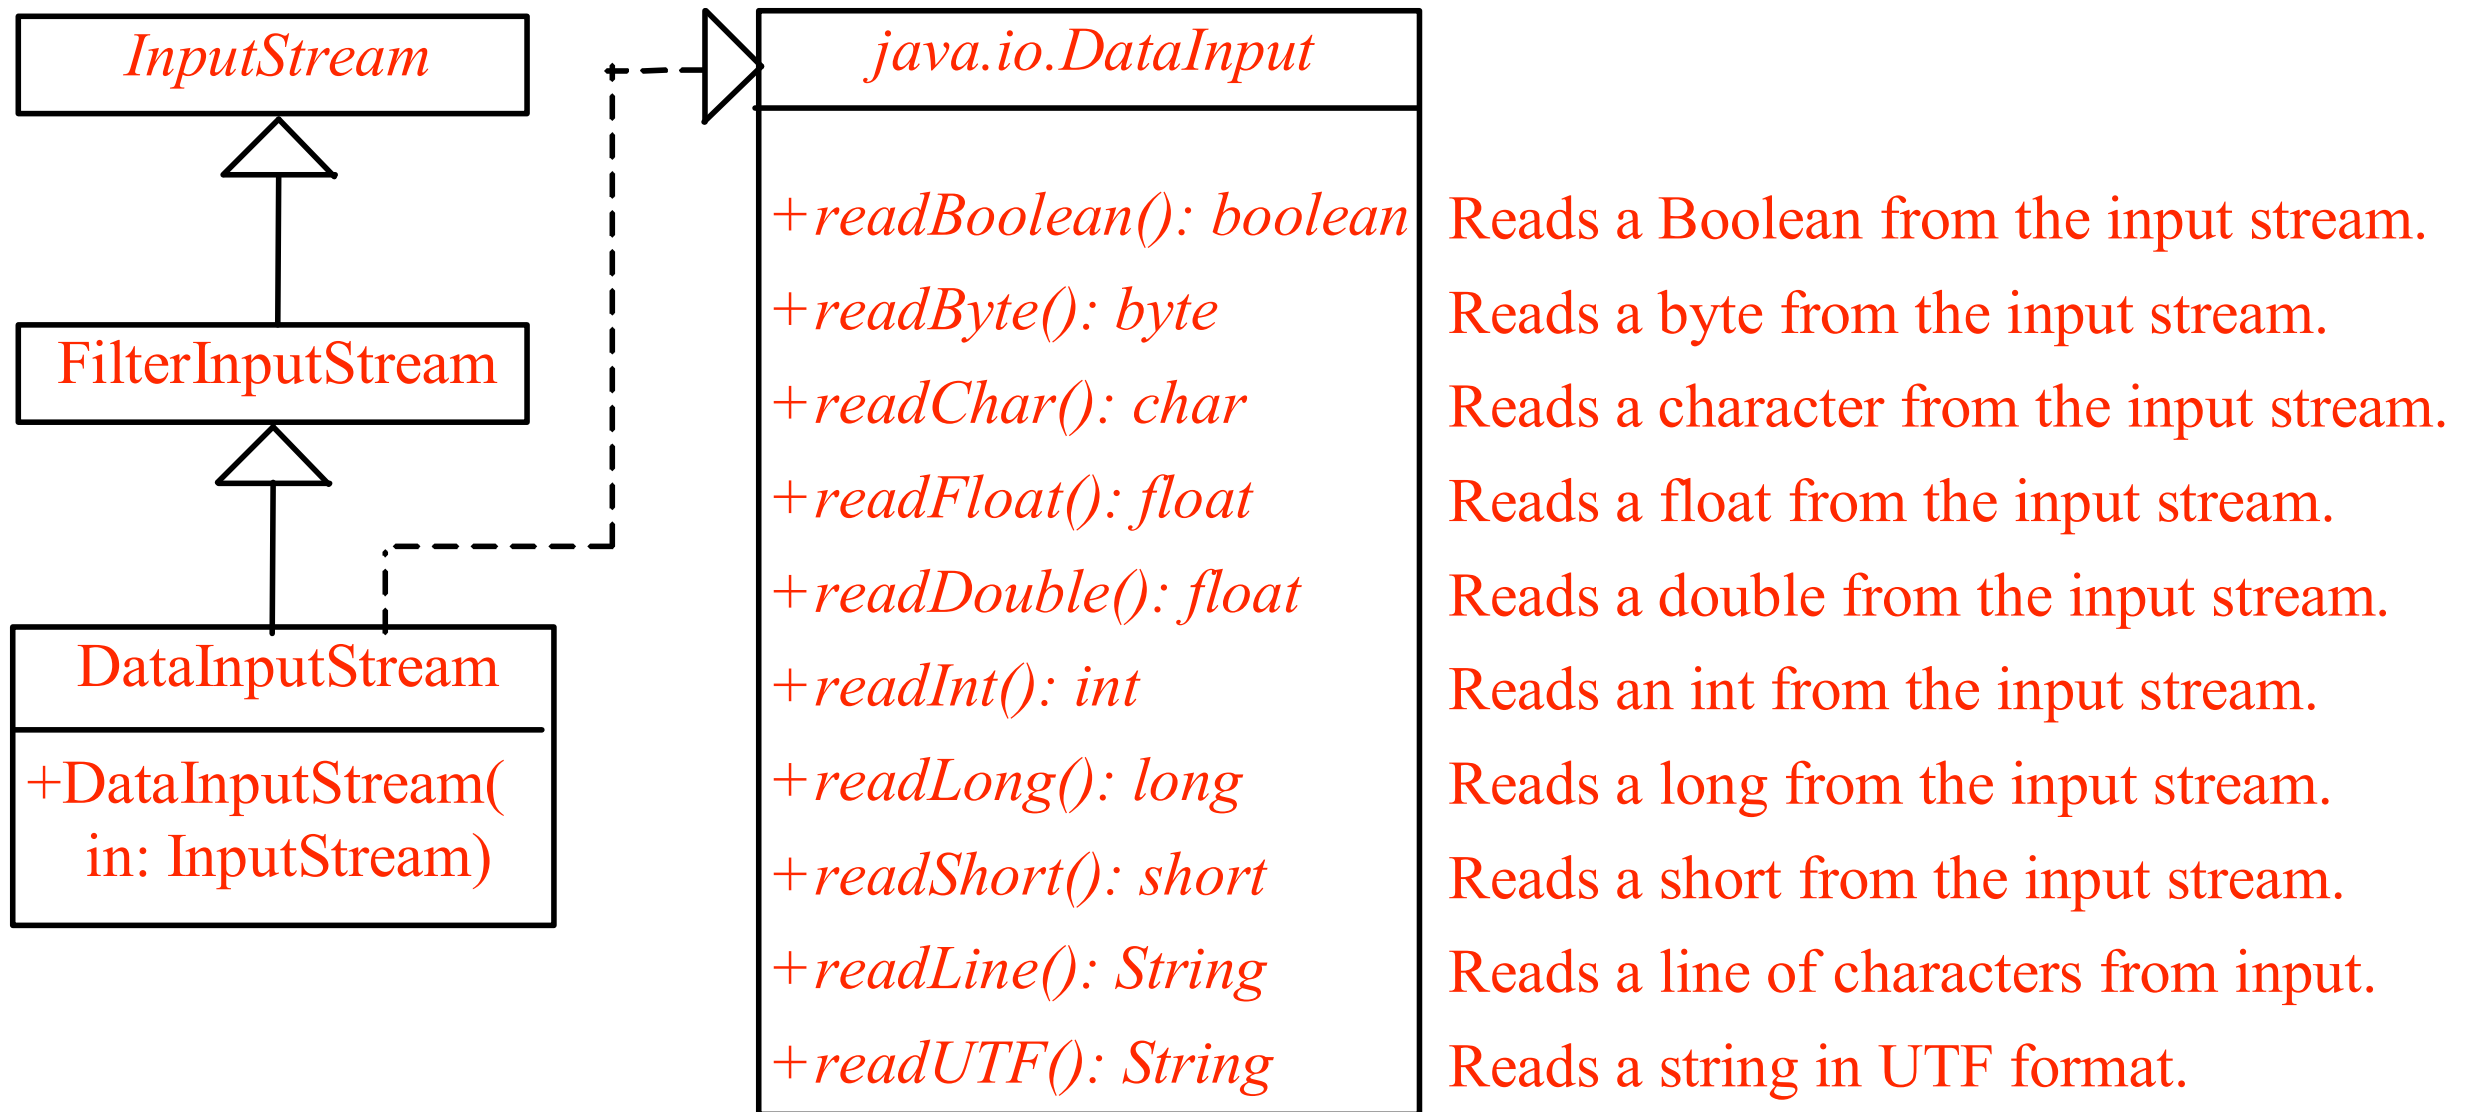 InputStream
FilterInputStream
DataInputStream
+DataInputStream(
in: InputStream)
java.io.DataInput
+readBoolean(): boolean Reads a Boolean from the input stream.
+readByte(): byte Reads a byte from the input stream.
+readChar(): char Reads a character from the input stream.
+readFloat(): float Reads a float from the input stream.
+readDouble(): float Reads a double from the input stream.
+readInt(): int Reads an int from the input stream.
+readLong(): long Reads a long from the input stream.
+readShort(): short Reads a short from the input stream.
+readLine(): String Reads a line of characters from input.
+readUTF(): String Reads a string in UTF format.